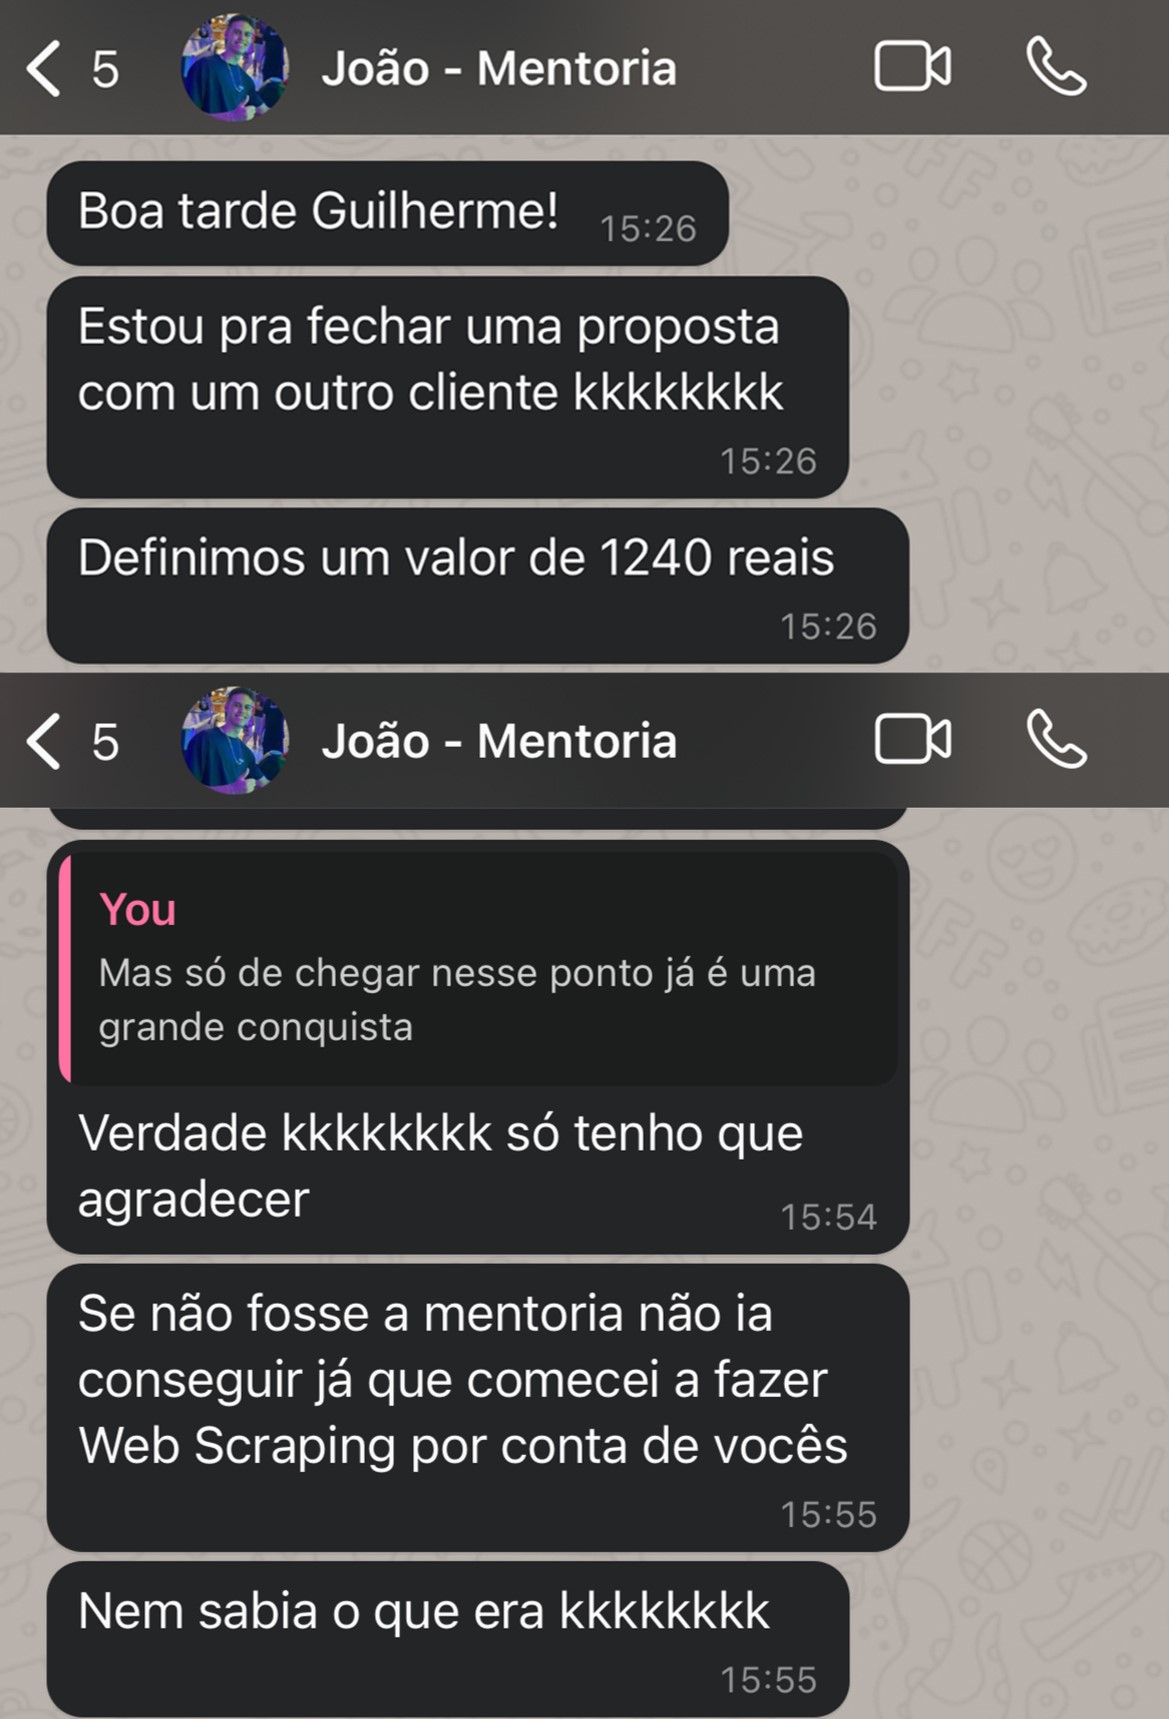 5
João - Mentoria
Boa tarde Guilherme!
15:26
Estou pra fechar uma proposta
com um outro cliente kkkkkkkk
15:26
Definimos um valor de 1240 reais
15:26
5
João - Mentoria
You
Mas só de chegar nesse ponto já é uma
grande conquista
Verdade kkkkkkkk só tenho que
agradecer
15:54
Se não fosse a mentoria não ia
conseguir já que comecei a fazer
Web Scraping por conta de vocês
15:55
Nem sabia o que era kkkkkkkk
15:55